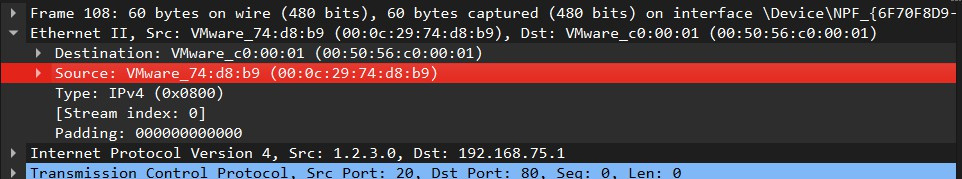 Frame 108: 60 bytes on wire (480 bits), 60 bytes captured (480 bits) on interface \Device\NPF_{6F70F8D9-
Ethernet II, Src: VMware_74:d8:b9 (00:0c:29:74:d8:b9), Dst: VMware_c0:00:01 (00:50:56:c0:00:01)
Destination: VMware_c0:00:01 (00:50:56:c0:00:01)
Source: VMware_74:d8:b9 (00:0c:29:74:d8:b9)
Type: IPv4 (0x0800)
[Stream index: 0]
Padding: 000000000000
Internet Protocol Version 4, Src: 1.2.3.0, Dst: 192.168.75.1
Transmission Control Protocol, Src Port: 20, Dst Port: 80, Seq: 0, Len: 0